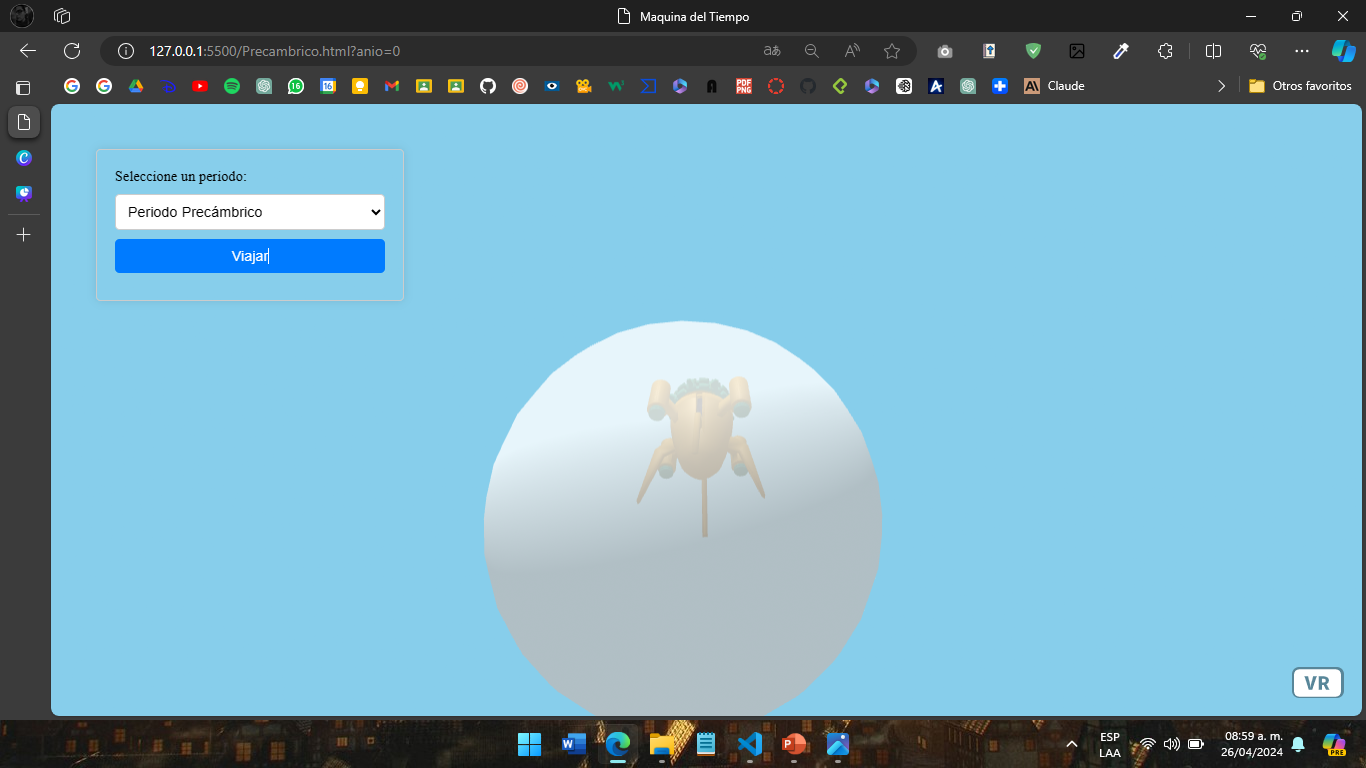 Maquina del Tiempo
127.0.0.1:5500/Precambrico.html?anio=0
Claude
Otros favoritos
Seleccione un periodo:
Periodo Precámbrico
Viajar
VR
ESP
LAA
08:59 a. m.
26/04/2024